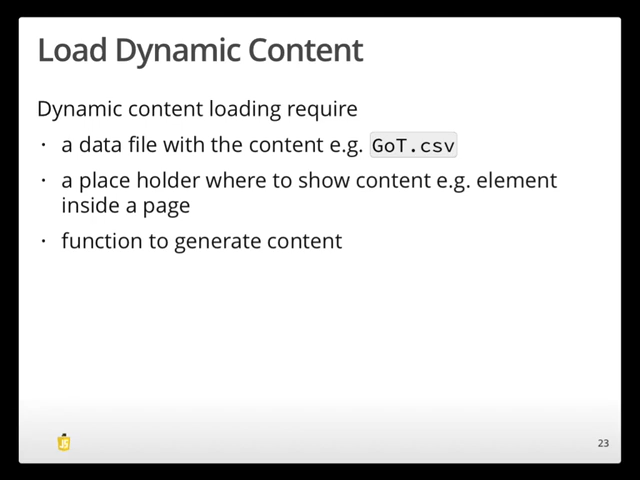 Load Dynamic Content
Dynamic content loading require
· a data file with the content e.g. GoT.csv
· a place holder where to show content e.g. element
inside a page
· function to generate content
JS
23